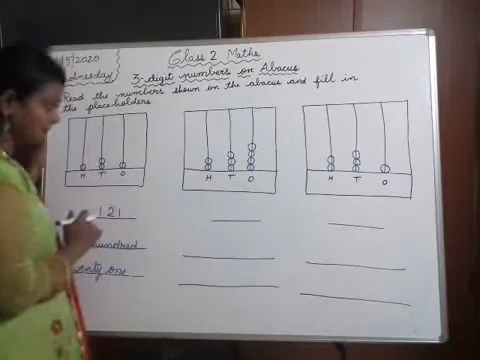 15/2020
Class 2 Maths
3-digit numbers on Abacus
Read the numbers shown on the abacus and fill in
the placeholders
H T O
H T O
H T O
121